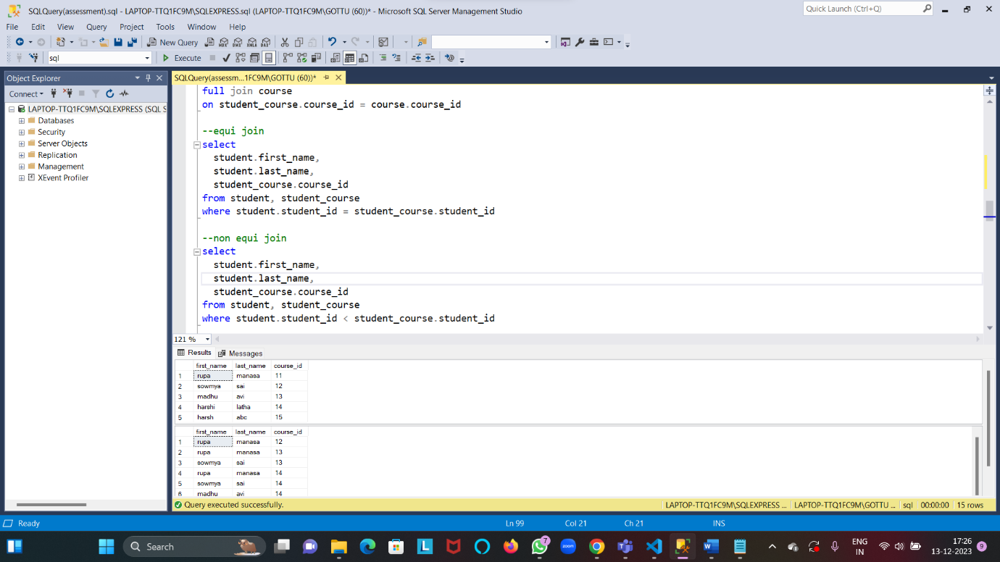 SQLQuery(assessment).sql - LAPTOP-TTQ1FC9M\SQLEXPRESS.sql (LAPTOP-TTQ1FC9M\GOTTU (60))* - Microsoft SQL Server Management Studio
Quick Launch (Ctrl+Q)
File Edit View Query Project Tools Window Help
New Query
sql
Execute
Object Explorer
SQLQuery(assessm...1FC9M\GOTTU (60))*
Connect
LAPTOP-TTQ1FC9M\SQLEXPRESS (SQL S
Databases
Security
Server Objects
Replication
Management
XEvent Profiler
full join course
on student_course.course_id = course.course_id
--equi join
select
student.first_name,
student.last_name,
student_course.course_id
from student, student_course
where student.student_id = student_course.student_id
--non equi join
select
student.first_name,
student.last_name,
student_course.course_id
from student, student_course
where student.student_id < student_course.student_id
121 %
Results Messages
first_name last_name course_id
1 rupa manasa 11
2 sowmya sai 12
3 madhu avi 13
4 harshi latha 14
5 harsh abc 15
first_name last_name course_id
1 rupa manasa 12
2 rupa manasa 13
3 sowmya sai 13
4 rupa manasa 14
5 sowmya sai 14
6 madhu avi 14
Query executed successfully. LAPTOP-TTQ1FC9M\SQLEXPRESS ... LAPTOP-TTQ1FC9M\GOTTU ... sql 00:00:00 15 rows
Ready Ln 99 Col 21 Ch 21 INS
Search
7
zoom
ENG
IN
17:26
13-12-2023
9